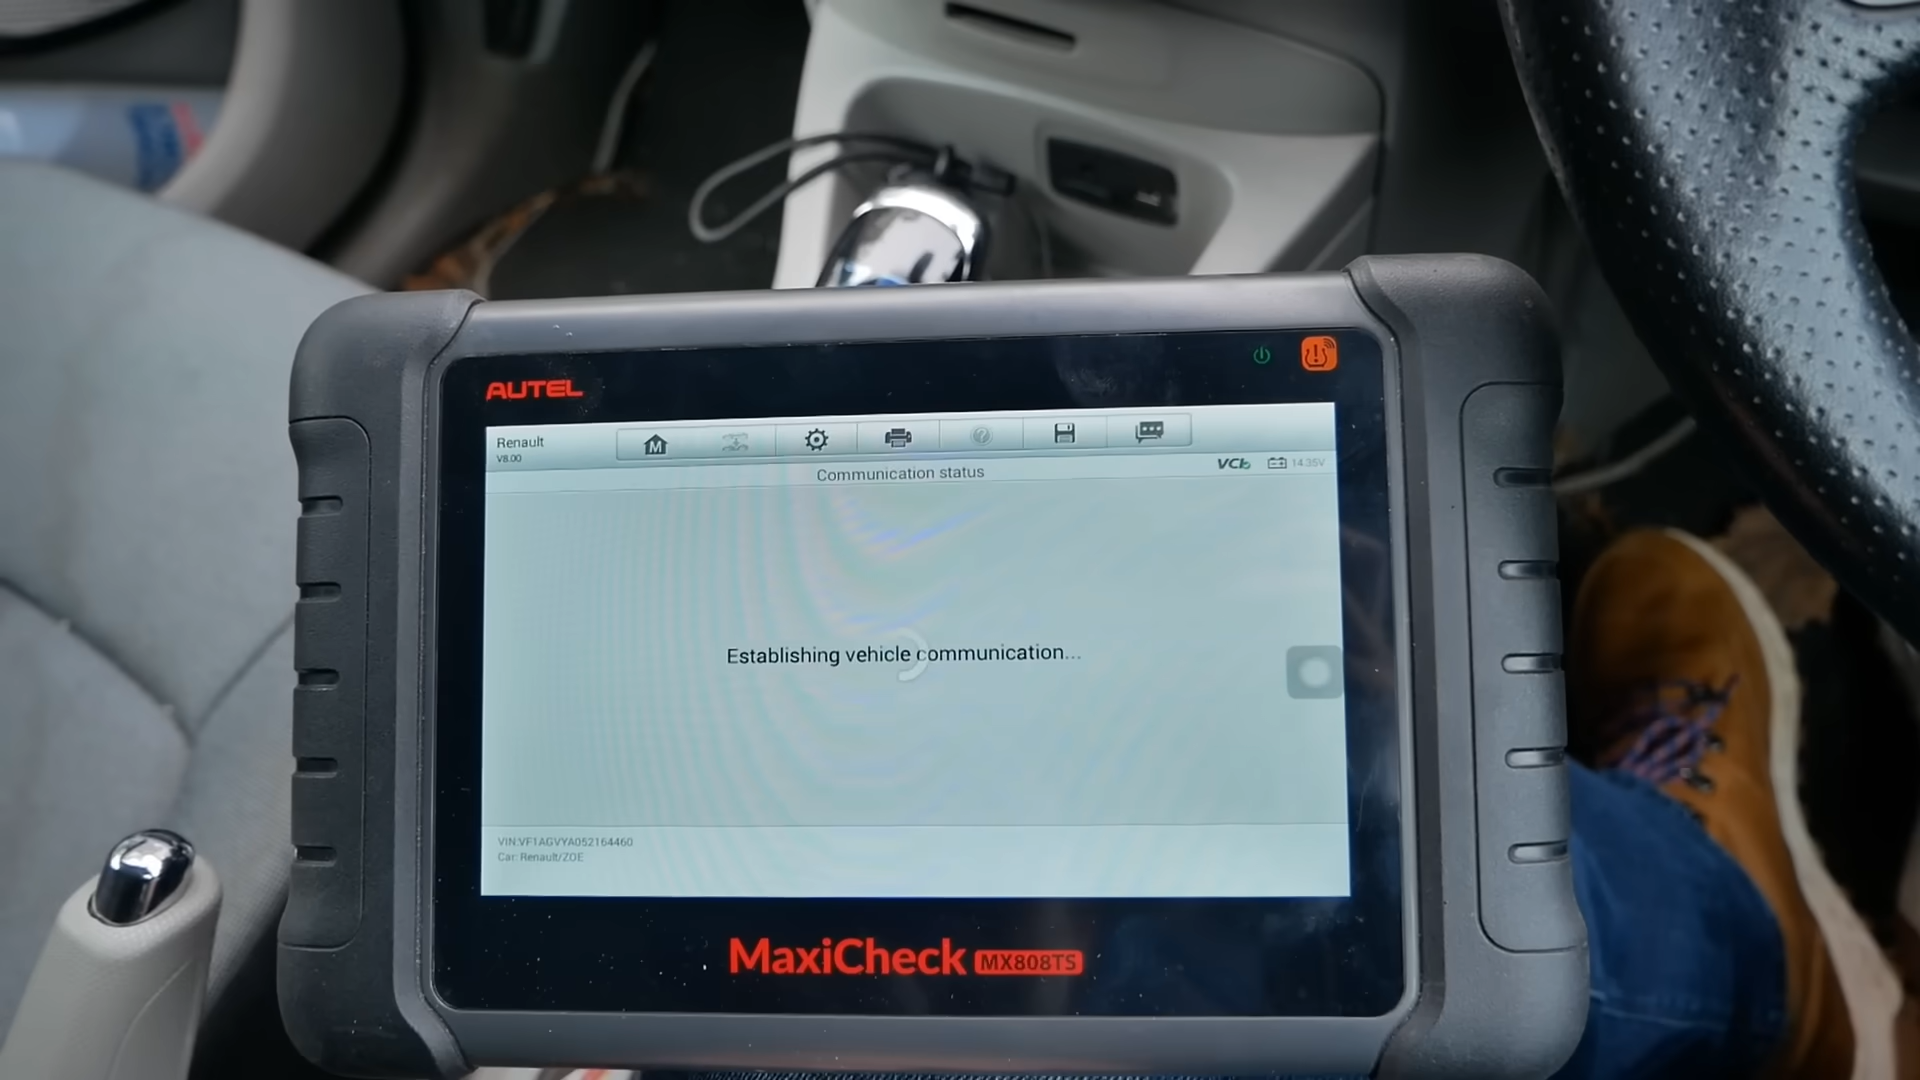 AUTEL
Renault
V8.00
Communication status
VCI
14.35V
Establishing vehicle communication...
VIN:VF1AGVYA052164460
Car: Renault/ZOE
MaxiCheck MX808TS